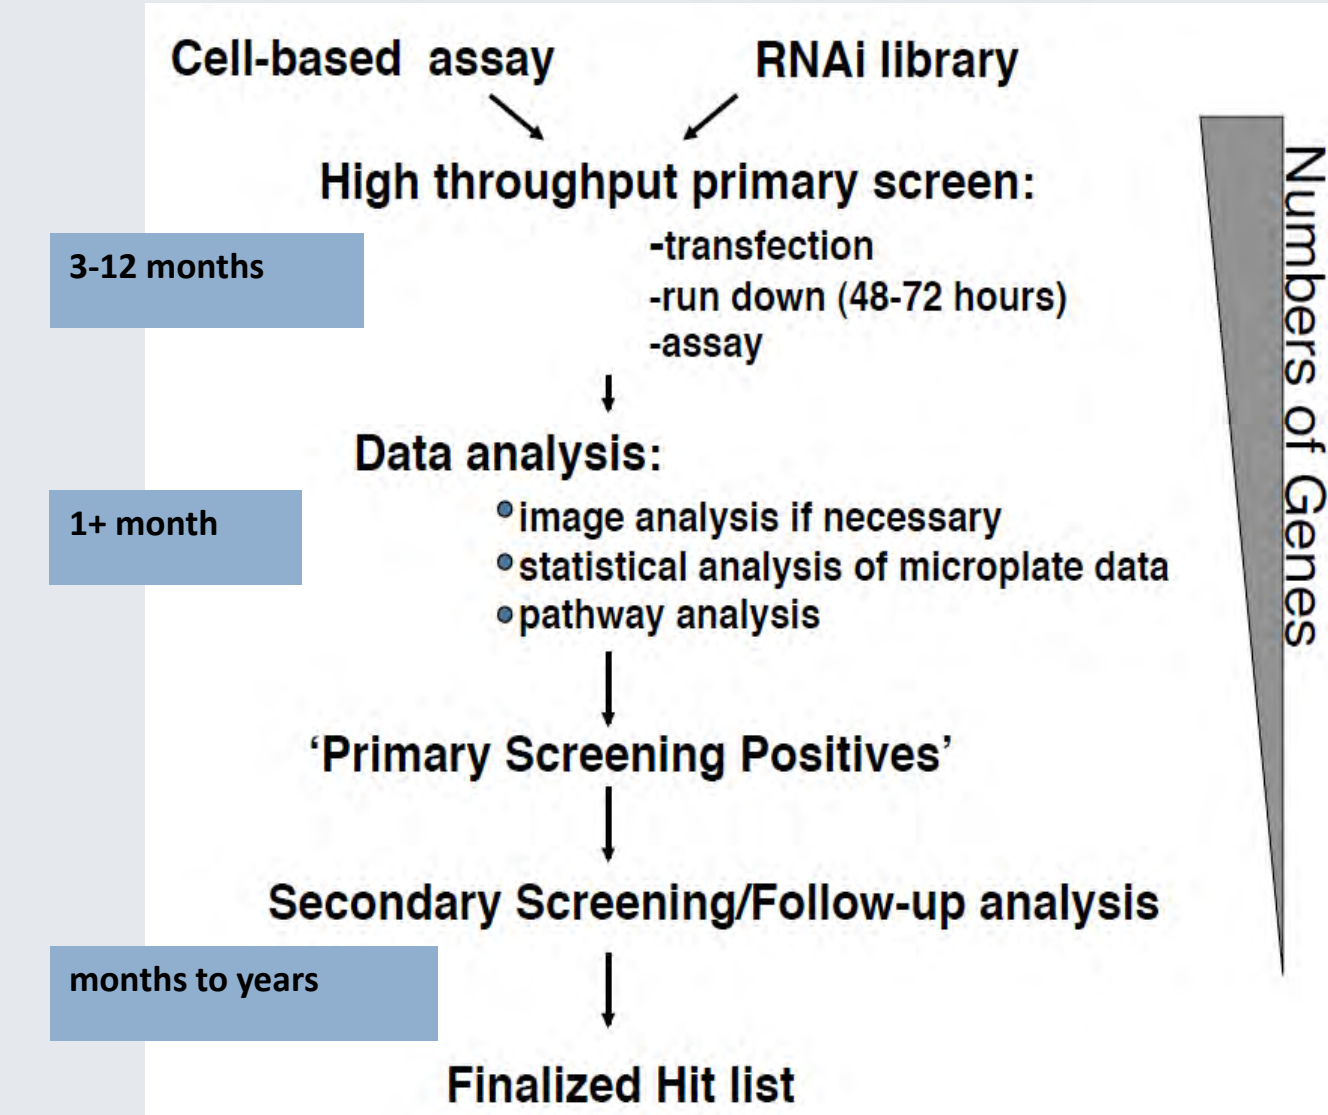 Cell-based assay
RNAi library
High throughput primary screen:
3-12 months
-transfection
-run down (48-72 hours)
-assay
Data analysis:
1+ month
image analysis if necessary
statistical analysis of microplate data
pathway analysis
‘Primary Screening Positives’
Secondary Screening/Follow-up analysis
months to years
Finalized Hit list
Numbers of Genes